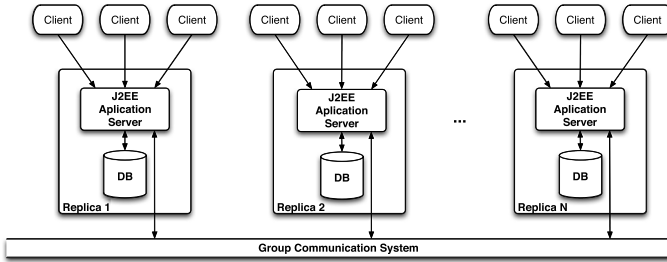 Client Client Client Client Client Client Client Client Client
J2EE
Aplication
Server
DB
Replica 1
J2EE
Aplication
Server
DB
Replica 2
...
J2EE
Aplication
Server
DB
Replica N
Group Communication System